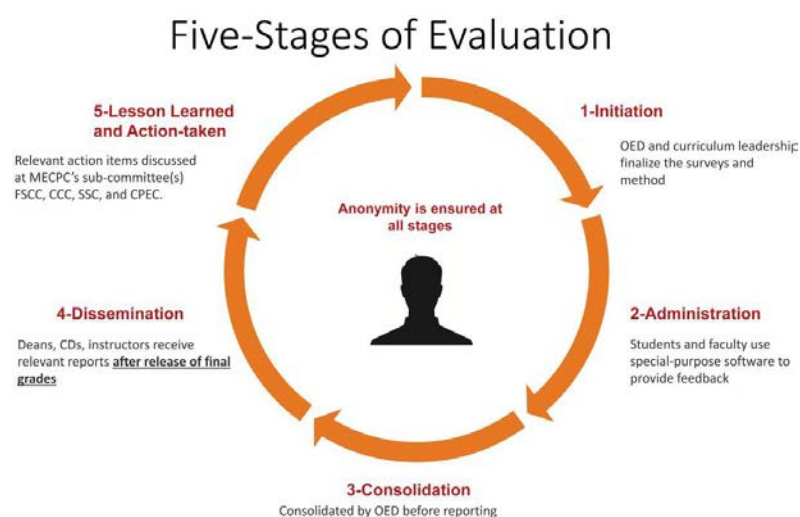 Five-Stages of Evaluation
5-Lesson Learned
and Action-taken
Relevant action items discussed
at MECPC's sub-committee(s)
FSCC, CCC, SSC, and CPEC.
1-Initiation
OED and curriculum leadership
finalize the surveys and
method
Anonymity is ensured at
all stages
4-Dissemination
Deans, CDs, instructors receive
relevant reports after release of final
grades
2-Administration
Students and faculty use
special-purpose software to
provide feedback
3-Consolidation
Consolidated by OED before reporting